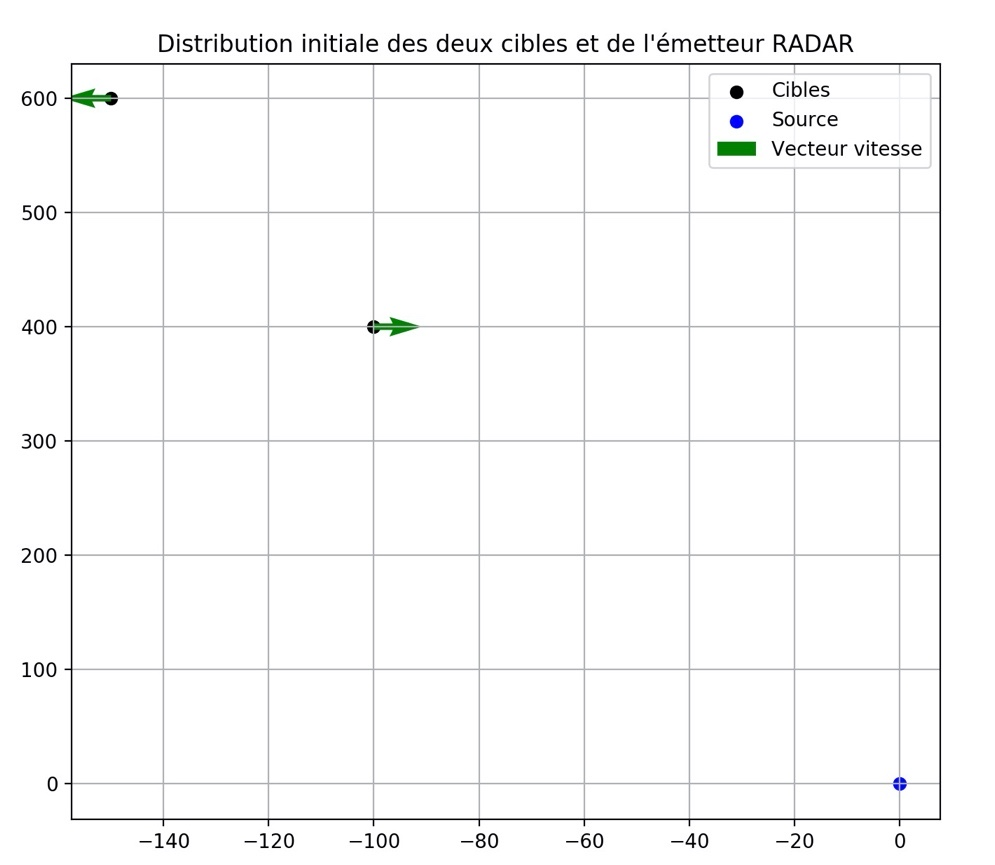 Distribution initiale des deux cibles et de l'émetteur RADAR
Cibles
Source
Vecteur vitesse
600
500
400
300
200
100
0
−140 −120 −100 −80 −60 −40 −20 0